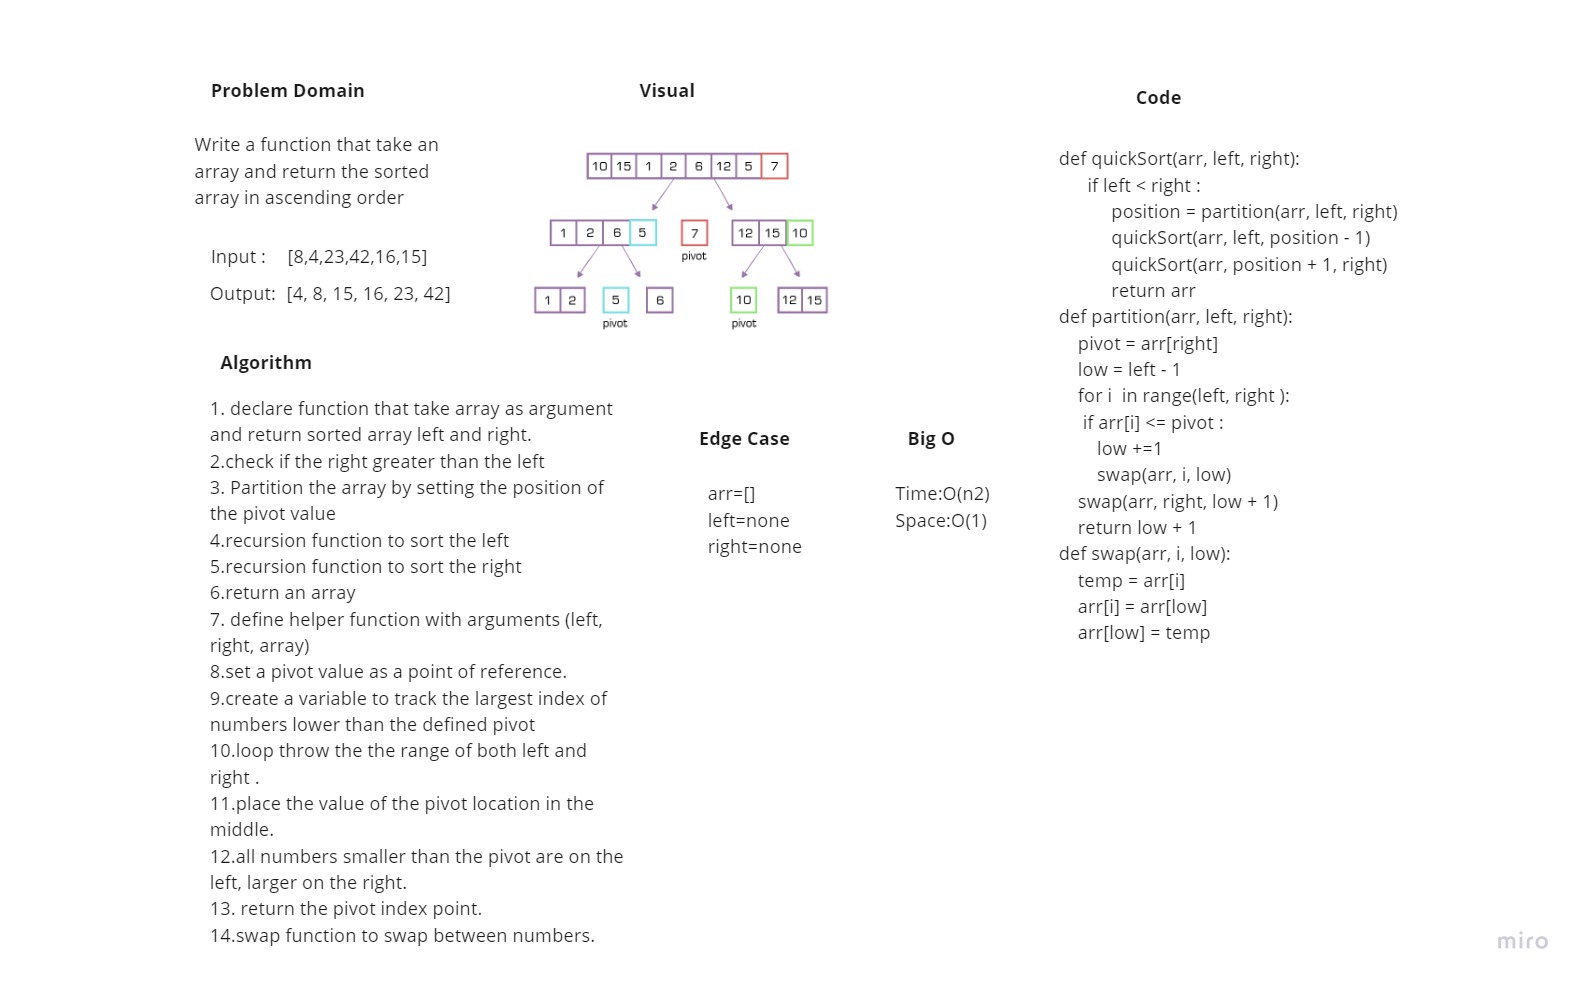 Problem Domain
Write a function that take an
array and return the sorted
array in ascending order
Input : [8,4,23,42,16,15]
Output: [4, 8, 15, 16, 23, 42]
Visual
10 15 1 2 6 12 5 7
1 2 6 5 7 12 15 10
pivot
1 2 5 6 10 12 15
pivot pivot
Algorithm
1. declare function that take array as argument
and return sorted array left and right.
2.check if the right greater than the left
3. Partition the array by setting the position of
the pivot value
4.recursion function to sort the left
5.recursion function to sort the right
6.return an array
7. define helper function with arguments (left,
right, array)
8.set a pivot value as a point of reference.
9.create a variable to track the largest index of
numbers lower than the defined pivot
10.loop throw the the range of both left and
right .
11.place the value of the pivot location in the
middle.
12.all numbers smaller than the pivot are on the
left, larger on the right.
13. return the pivot index point.
14.swap function to swap between numbers.
Edge Case
arr=[]
left=none
right=none
Big O
Time:O(n2)
Space:O(1)
Code
def quickSort(arr, left, right):
if left < right :
position = partition(arr, left, right)
quickSort(arr, left, position - 1)
quickSort(arr, position + 1, right)
return arr
def partition(arr, left, right):
pivot = arr[right]
low = left - 1
for i in range(left, right ):
if arr[i] <= pivot :
low +=1
swap(arr, i, low)
swap(arr, right, low + 1)
return low + 1
def swap(arr, i, low):
temp = arr[i]
arr[i] = arr[low]
arr[low] = temp
miro